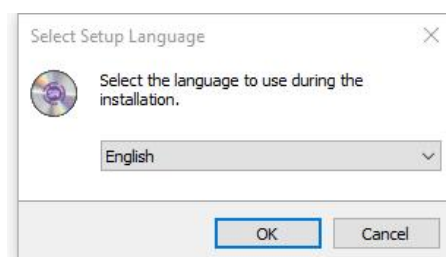 Select Setup Language
Select the language to use during the
installation.
English
OK
Cancel